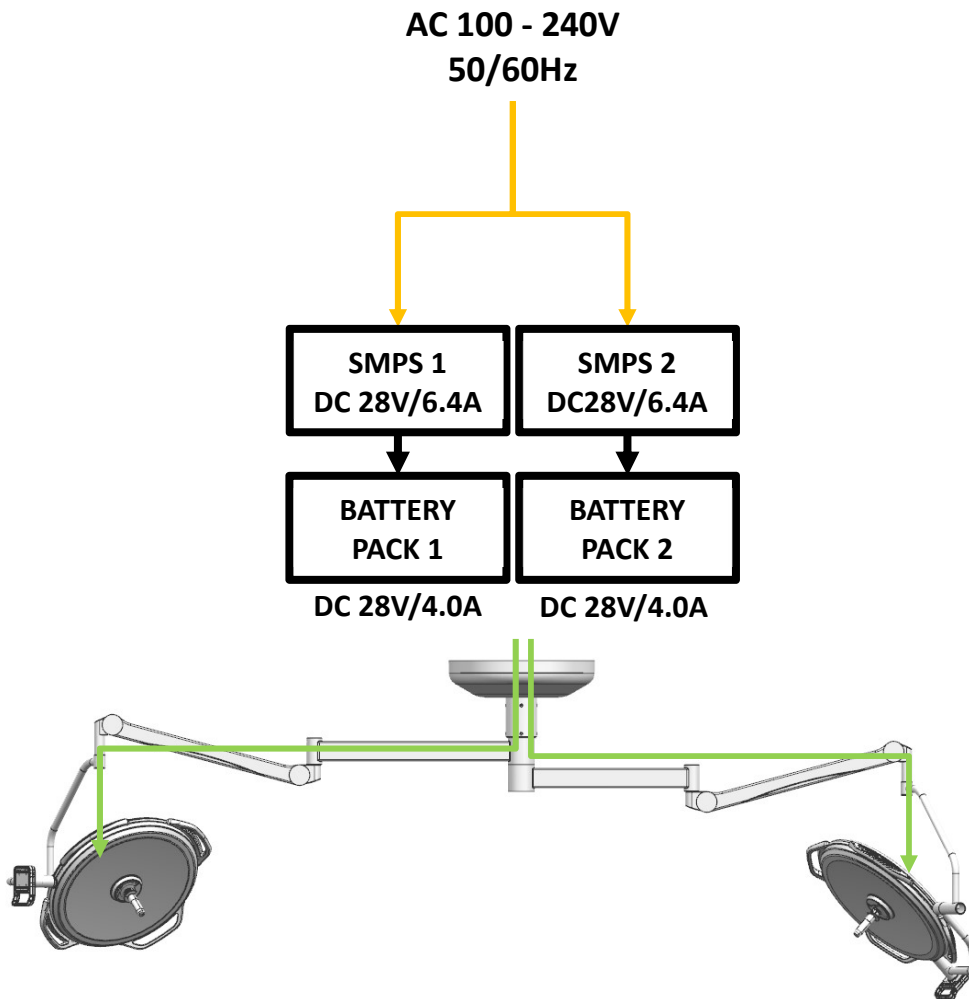 AC 100 - 240V
50/60Hz
SMPS 1
DC 28V/6.4A
SMPS 2
DC28V/6.4A
BATTERY
PACK 1
BATTERY
PACK 2
DC 28V/4.0A
DC 28V/4.0A